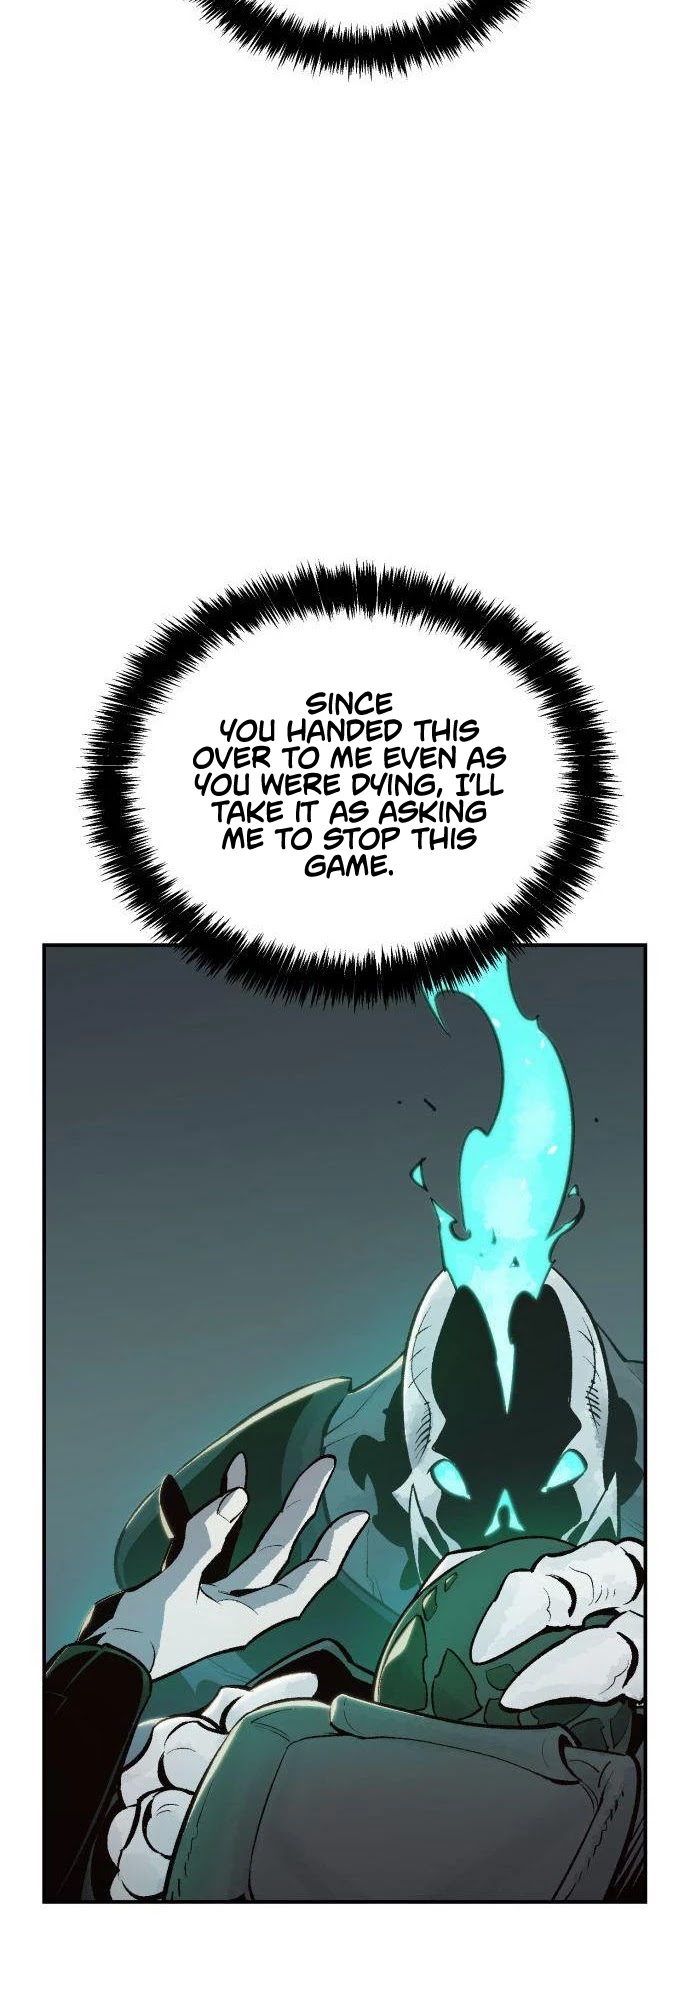 SINCE
YOU HANDED THIS
OVER TO ME EVEN AS
YOU WERE DYING, I'LL
TAKE IT AS ASKING
ME TO STOP THIS
GAME.